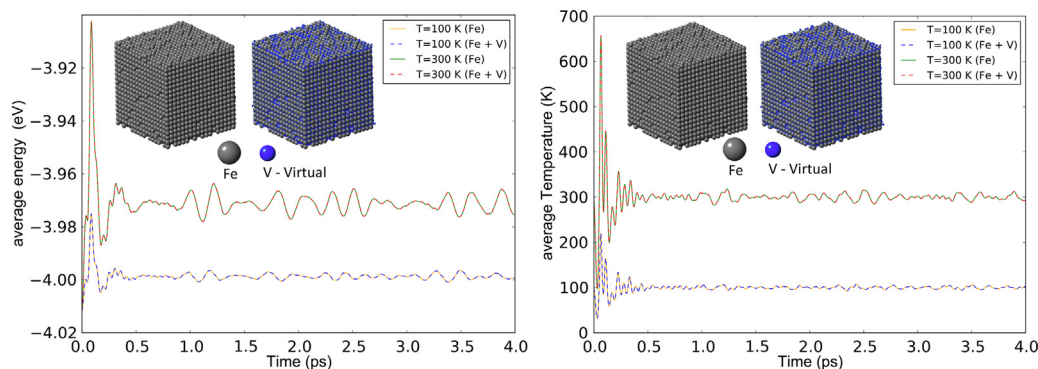 T=100 K (Fe)
T=100 K (Fe + V)
T=300 K (Fe)
T=300 K (Fe + V)
−3.92
−3.94
−3.96
−3.98
−4.00
−4.02
average energy (eV)
Fe
V - Virtual
0.0 0.5 1.0 1.5 2.0 2.5 3.0 3.5 4.0
Time (ps)
T=100 K (Fe)
T=100 K (Fe + V)
T=300 K (Fe)
T=300 K (Fe + V)
700
600
500
400
300
200
100
0
average Temperature (K)
Fe
V - Virtual
0.0 0.5 1.0 1.5 2.0 2.5 3.0 3.5 4.0
Time (ps)